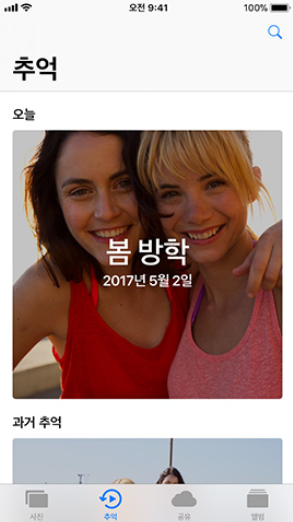 오전 9:41
100%
추억
오늘
봄 방학
2017년 5월 2일
과거 추억
사진
추억
공유
앨범